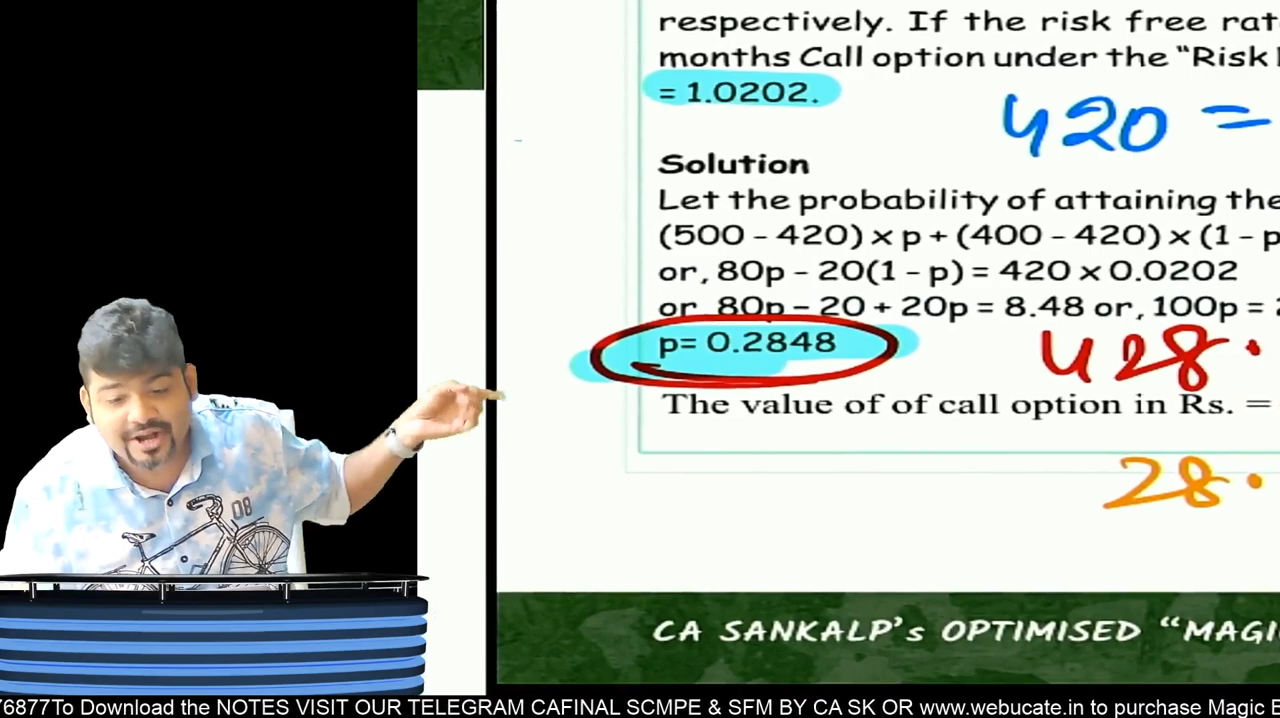 respectively. If the risk free rat
months Call option under the “Risk
= 1.0202.
420 =
Solution
Let the probability of attaining the
(500 - 420) x p + (400 - 420) x (1 - p
or, 80p - 20(1 - p) = 420 x 0.0202
or 80p - 20 + 20p = 8.48 or, 100p =
p= 0.2848
428.
The value of of call option in Rs. =
28.
08
CA SANKALP’s OPTIMISED “MAGI
76877To Download the NOTES VISIT OUR TELEGRAM CAFINAL SCMPE & SFM BY CA SK OR www.webucate.in to purchase Magic E